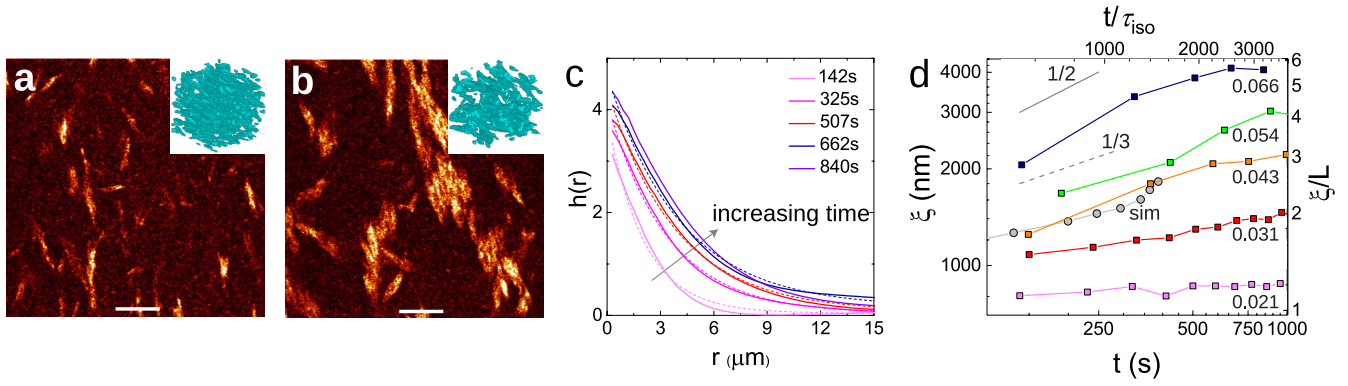 a
b
c
h(r)
4
2
0
0
3
6
9
12
15
r (μm)
142s
325s
507s
662s
840s
increasing time
d
t/τiso
1000
2000
3000
ξ (nm)
4000
3000
2000
1000
1/2
1/3
0.066
0.054
0.043
sim
0.031
0.021
6
5
4
3
2
1
ξ/L
250
500
750
1000
t (s)